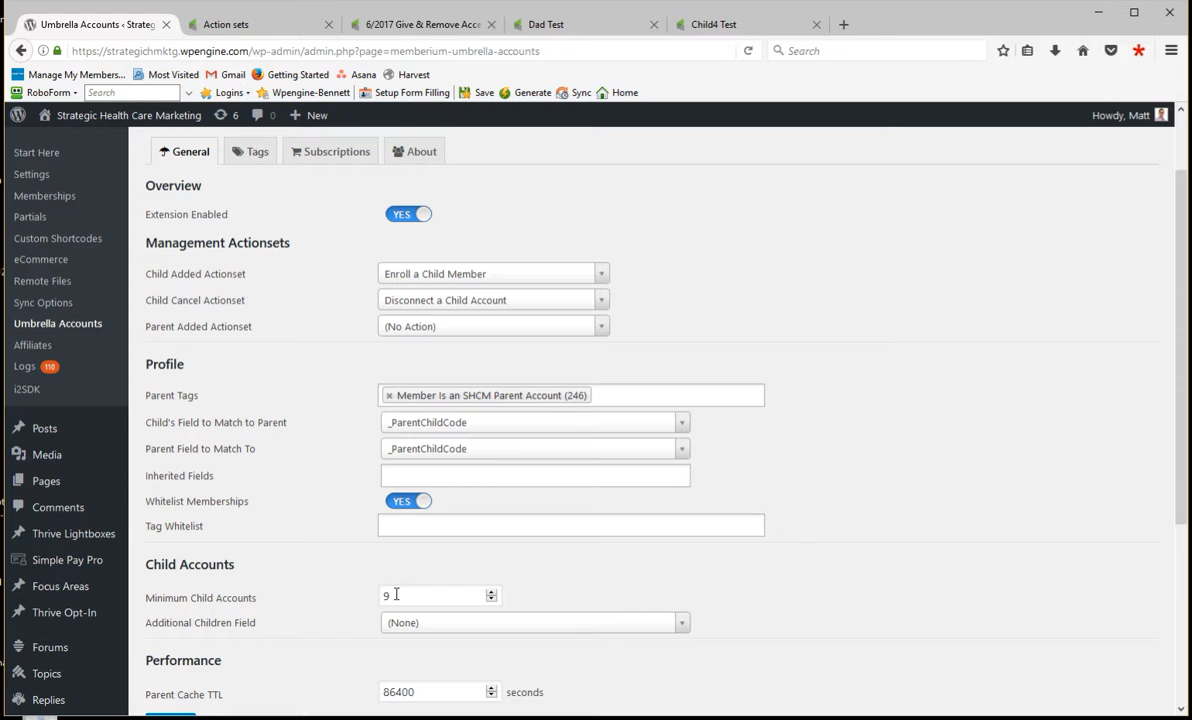 Umbrella Accounts ‹ Strateg
Action sets
6/2017 Give & Remove Acce
Dad Test
Child4 Test
https://strategichmktg.wpengine.com/wp-admin/admin.php?page=memberium-umbrella-accounts
Search
Manage My Members...
Most Visited
Gmail
Getting Started
Asana
Harvest
RoboForm
Search
Logins
Wpengine-Bennett
Setup Form Filling
Save
Generate
Sync
Home
Strategic Health Care Marketing
6
0
New
Howdy, Matt
Start Here
Settings
Memberships
Partials
Custom Shortcodes
eCommerce
Remote Files
Sync Options
Umbrella Accounts
Affiliates
Logs 110
i2SDK
Posts
Media
Pages
Comments
Thrive Lightboxes
Simple Pay Pro
Focus Areas
Thrive Opt-In
Forums
Topics
Replies
General
Tags
Subscriptions
About
Overview
Extension Enabled YES
Management Actionsets
Child Added Actionset Enroll a Child Member
Child Cancel Actionset Disconnect a Child Account
Parent Added Actionset (No Action)
Profile
Parent Tags × Member Is an SHCM Parent Account (246)
Child's Field to Match to Parent _ParentChildCode
Parent Field to Match To _ParentChildCode
Inherited Fields
Whitelist Memberships YES
Tag Whitelist
Child Accounts
Minimum Child Accounts 9
Additional Children Field (None)
Performance
Parent Cache TTL 86400 seconds